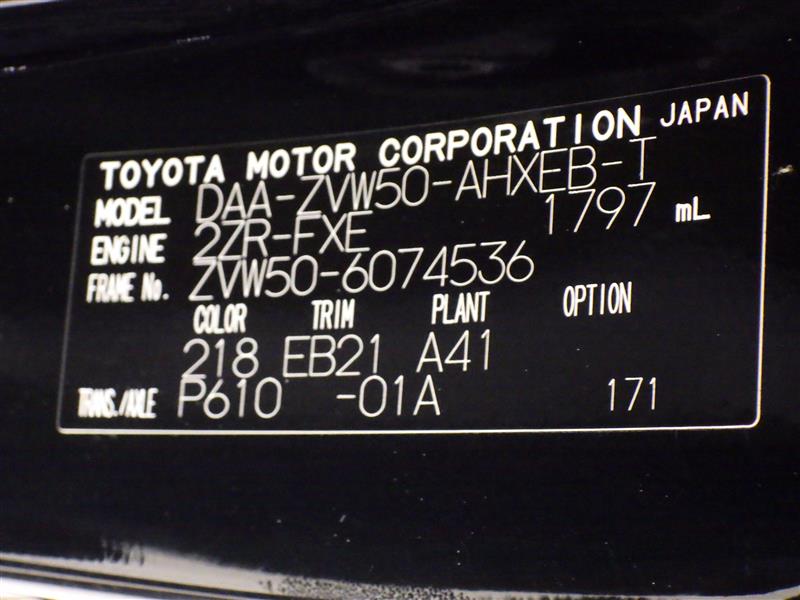 TOYOTA MOTOR CORPORATION JAPAN
MODEL DAA-ZVW50-AHXEB-T
ENGINE 2ZR-FXE 1797 mL
FRAME No. ZVW50-6074536
COLOR TRIM PLANT OPTION
218 EB21 A41
TRANS./AXLE P610 -01A 171